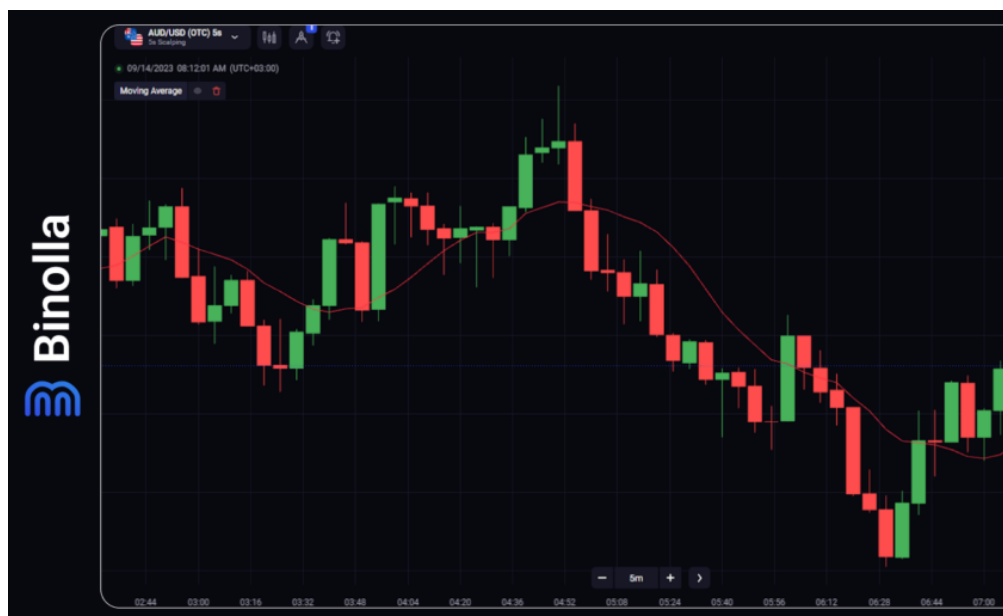 AUD/USD (OTC) 5s
5s Scalping
1
09/14/2023 08:12:01 AM (UTC+03:00)
Moving Average
Binolla
5m
02:44 03:00 03:16 03:32 03:48 04:04 04:20 04:36 04:52 05:08 05:24 05:40 05:56 06:12 06:28 06:44 07:00